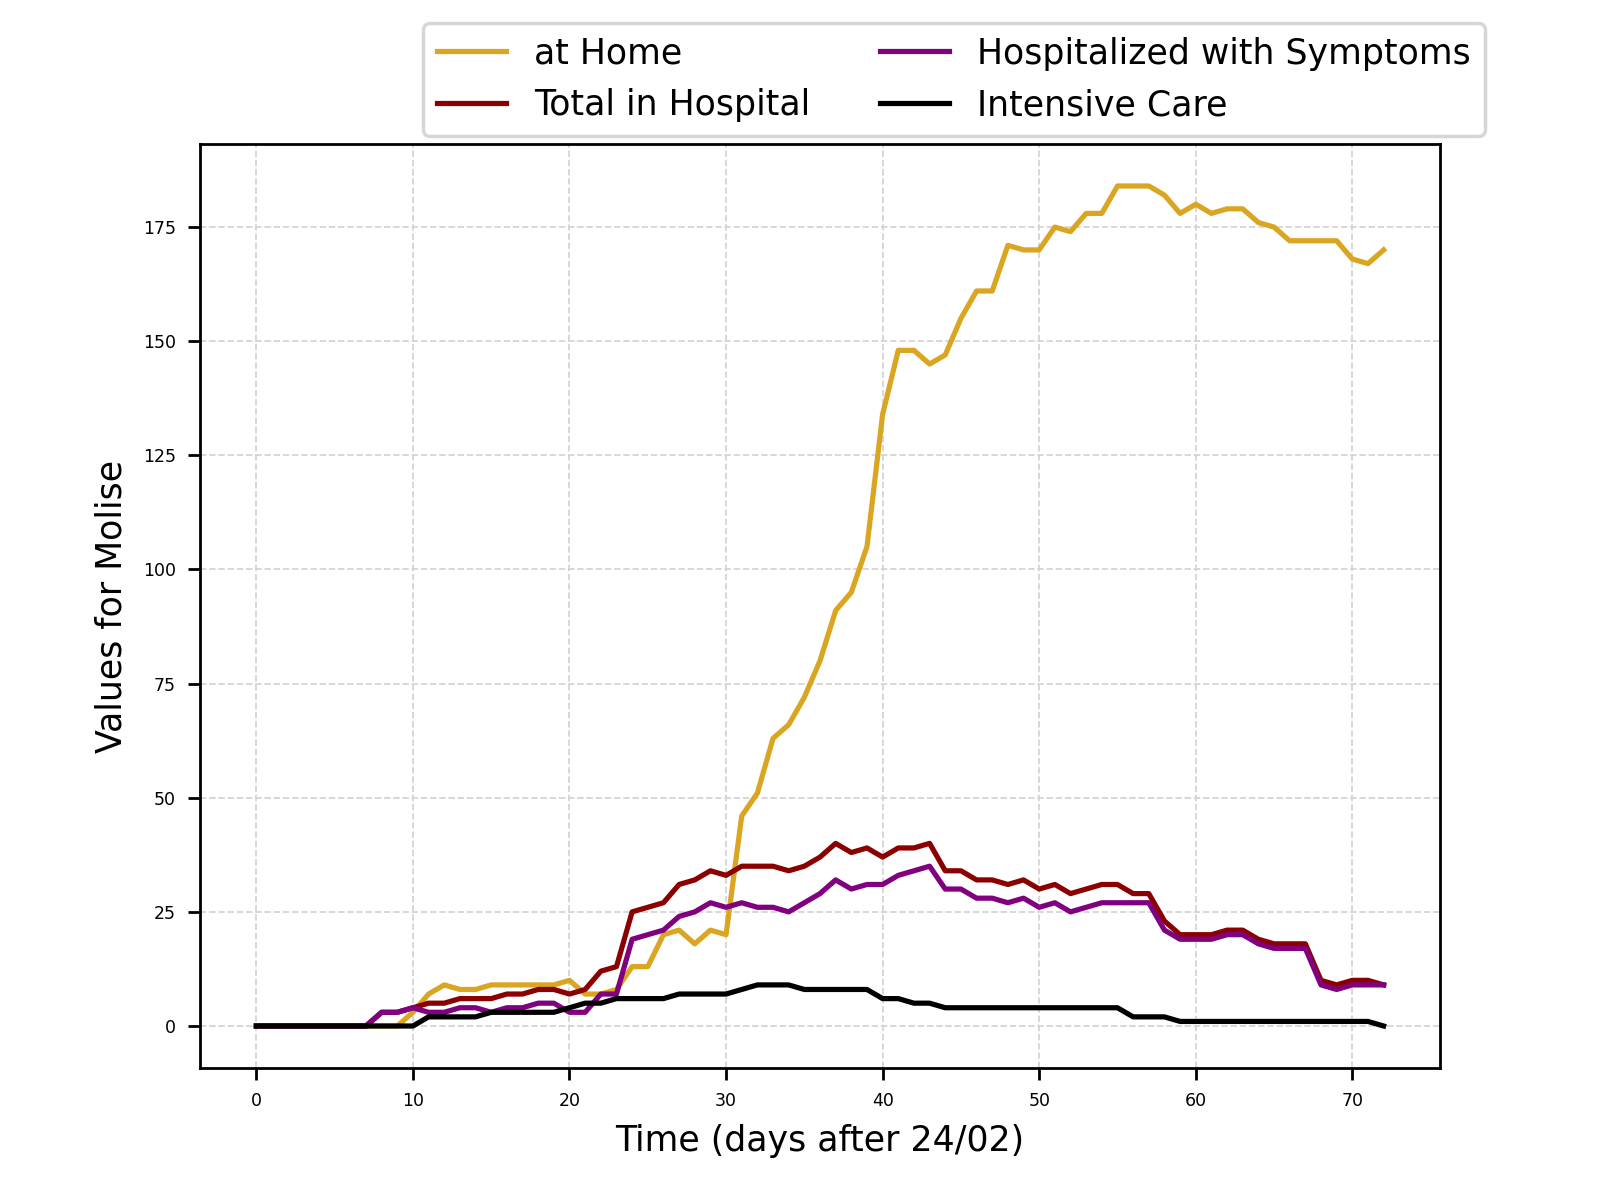 at Home
Total in Hospital
Hospitalized with Symptoms
Intensive Care
Values for Molise
175
150
125
100
75
50
25
0
0 10 20 30 40 50 60 70
Time (days after 24/02)